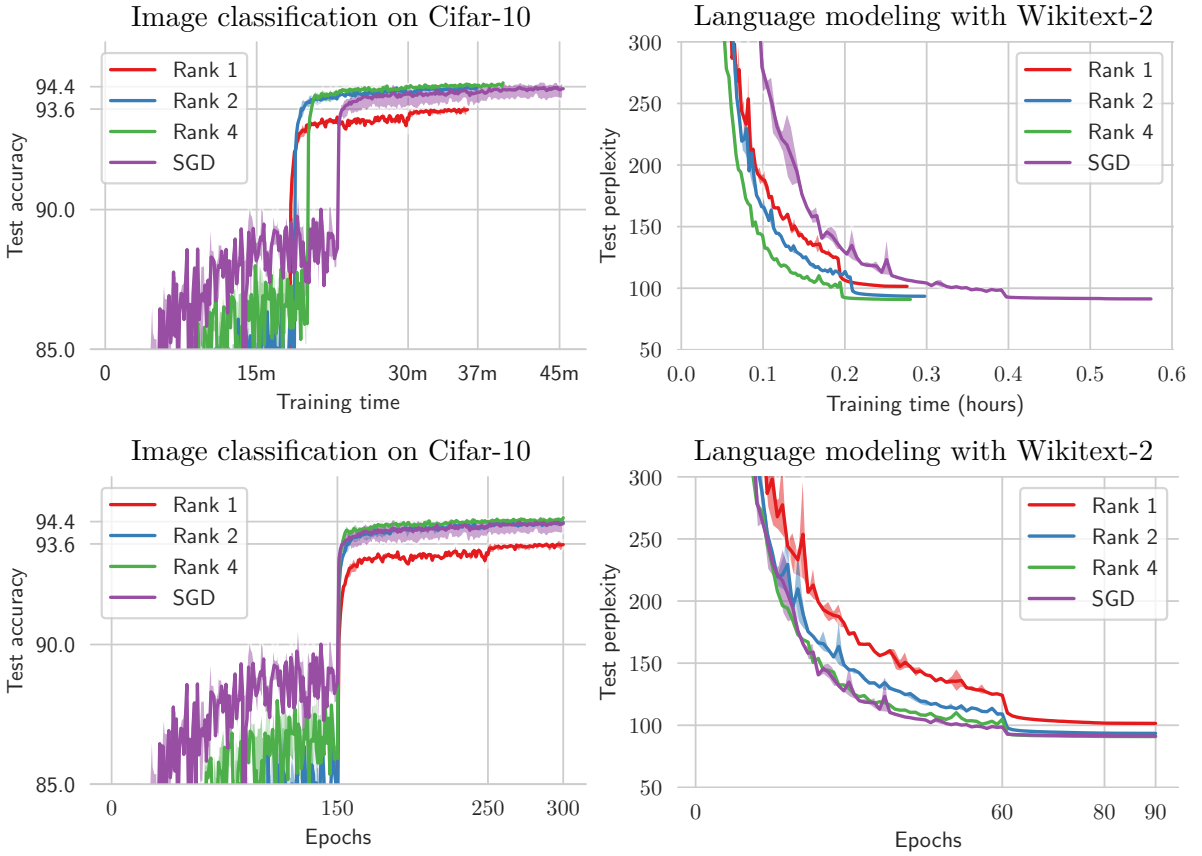 Image classification on Cifar-10
Rank 1
Rank 2
Rank 4
SGD
94.4
93.6
90.0
85.0
Test accuracy
0
15m
30m
37m
45m
Training time
Language modeling with Wikitext-2
Rank 1
Rank 2
Rank 4
SGD
300
250
200
150
100
50
Test perplexity
0.0
0.1
0.2
0.3
0.4
0.5
0.6
Training time (hours)
Image classification on Cifar-10
Rank 1
Rank 2
Rank 4
SGD
94.4
93.6
90.0
85.0
Test accuracy
0
150
250
300
Epochs
Language modeling with Wikitext-2
Rank 1
Rank 2
Rank 4
SGD
300
250
200
150
100
50
Test perplexity
0
60
80
90
Epochs